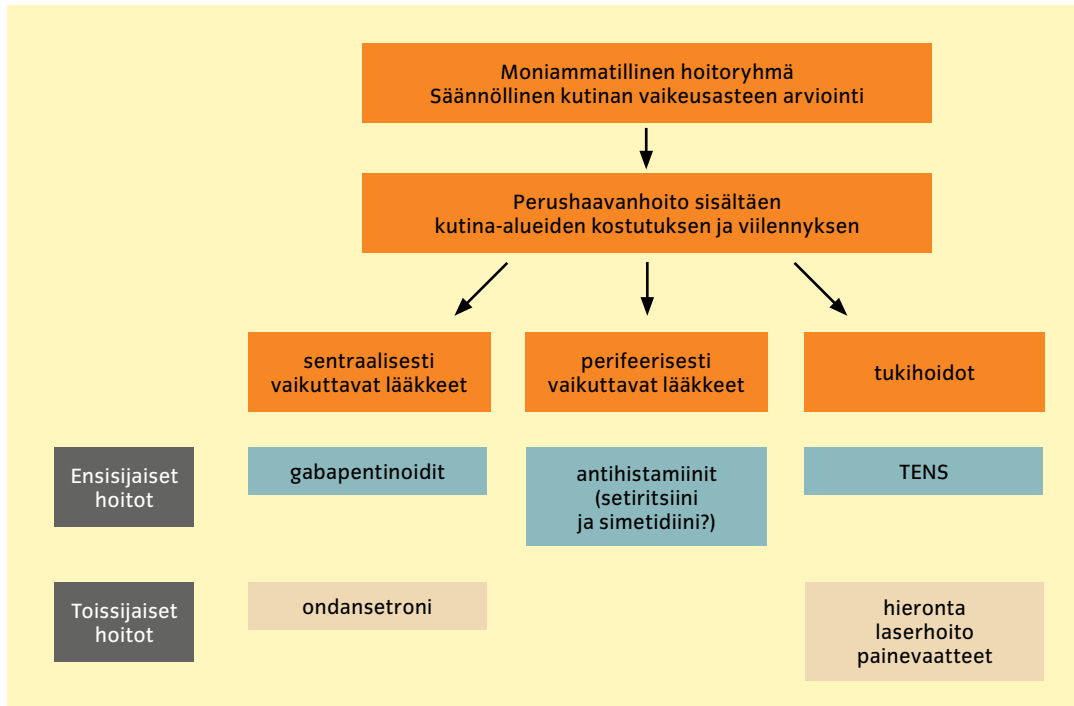 Moniammatillinen hoitoryhmä
Säännöllinen kutinan vaikeusasteen arviointi
Perushaavanhoito sisältäen
kutina-alueiden kostutuksen ja viilennyksen
sentraalisesti
vaikuttavat lääkkeet
perifeerisesti
vaikuttavat lääkkeet
tukihoidot
Ensisijaiset
hoitot
gabapentinoidit
antihistamiinit
(setiritsiini
ja simetidiini?)
TENS
Toissijaiset
hoitot
ondansetroni
hieronta
laserhoito
painevaatteet